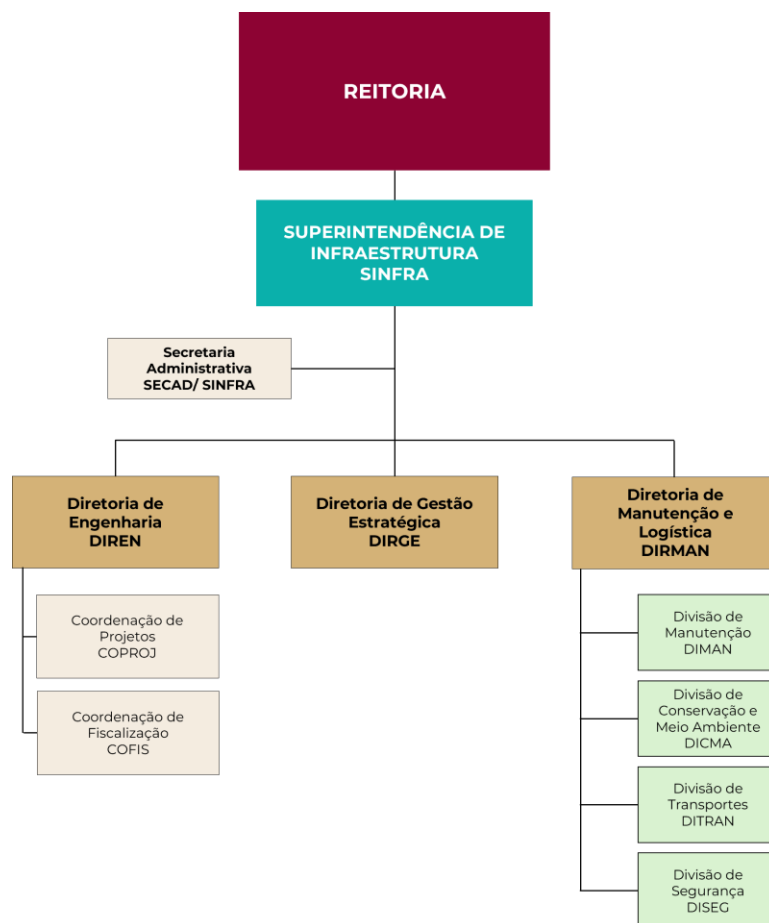 REITORIA
SUPERINTENDÊNCIA DE
INFRAESTRUTURA
SINFRA
Secretaria
Administrativa
SECAD/ SINFRA
Diretoria de
Engenharia
DIREN
Diretoria de Gestão
Estratégica
DIRGE
Diretoria de
Manutenção e
Logística
DIRMAN
Coordenação de
Projetos
COPROJ
Coordenação de
Fiscalização
COFIS
Divisão de
Manutenção
DIMAN
Divisão de
Conservação e
Meio Ambiente
DICMA
Divisão de
Transportes
DITRAN
Divisão de
Segurança
DISEG